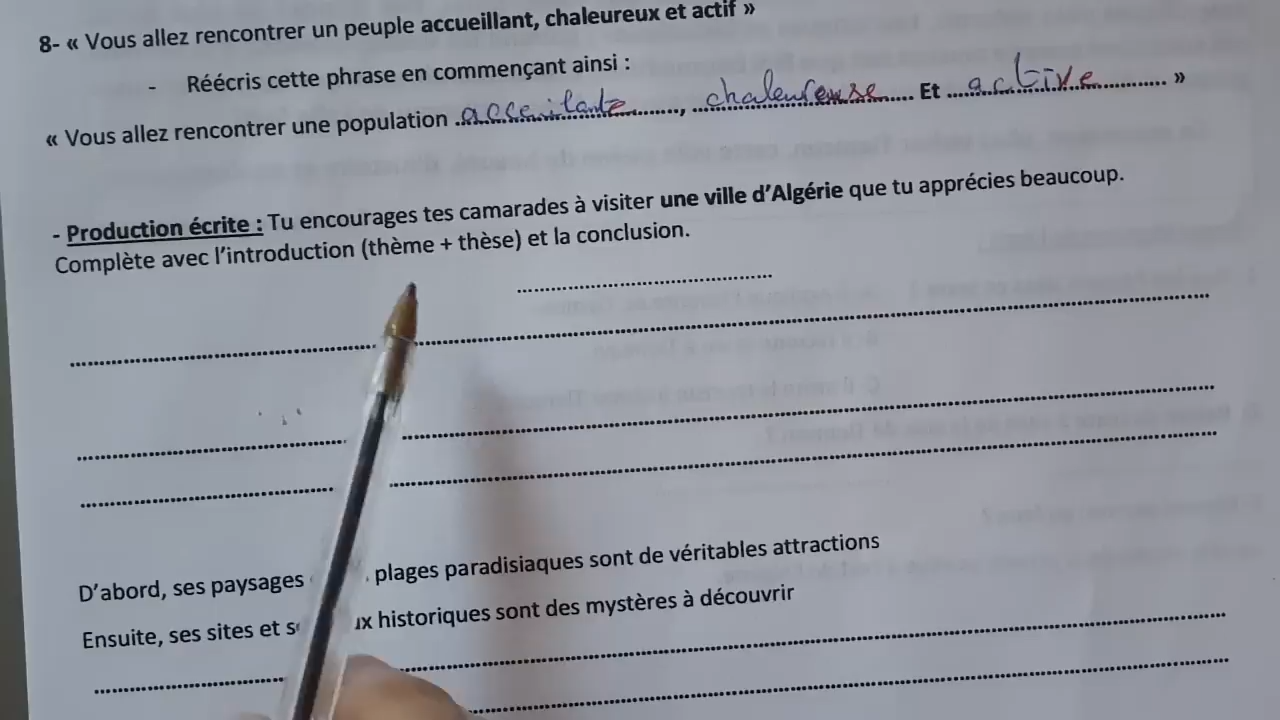 8- « Vous allez rencontrer un peuple accueillant, chaleureux et actif »
- Réécris cette phrase en commençant ainsi :
« Vous allez rencontrer une population acceilante, chaleureuse Et active »
- Production écrite : Tu encourages tes camarades à visiter une ville d'Algérie que tu apprécies beaucoup.
Complète avec l'introduction (thème + thèse) et la conclusion.
D'abord, ses paysages plages paradisiaques sont de véritables attractions
Ensuite, ses sites et historiques sont des mystères à découvrir